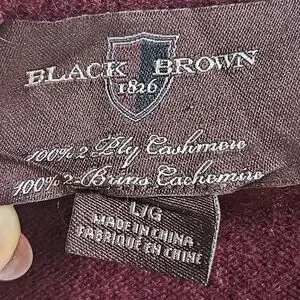 BLACK BROWN
1826
100% 2 Ply Cashmere
100% 2-Brins Cachemire
L/G
MADE IN CHINA
FABRIQUÉ EN CHINE